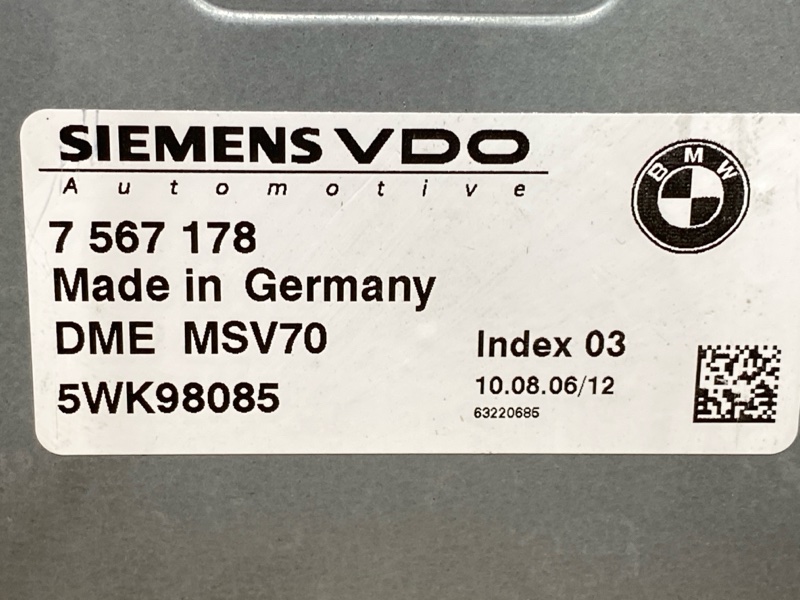 SIEMENS VDO
Automotive
BMW
7 567 178
Made in Germany
DME MSV70
Index 03
5WK98085
10.08.06/12
63220685